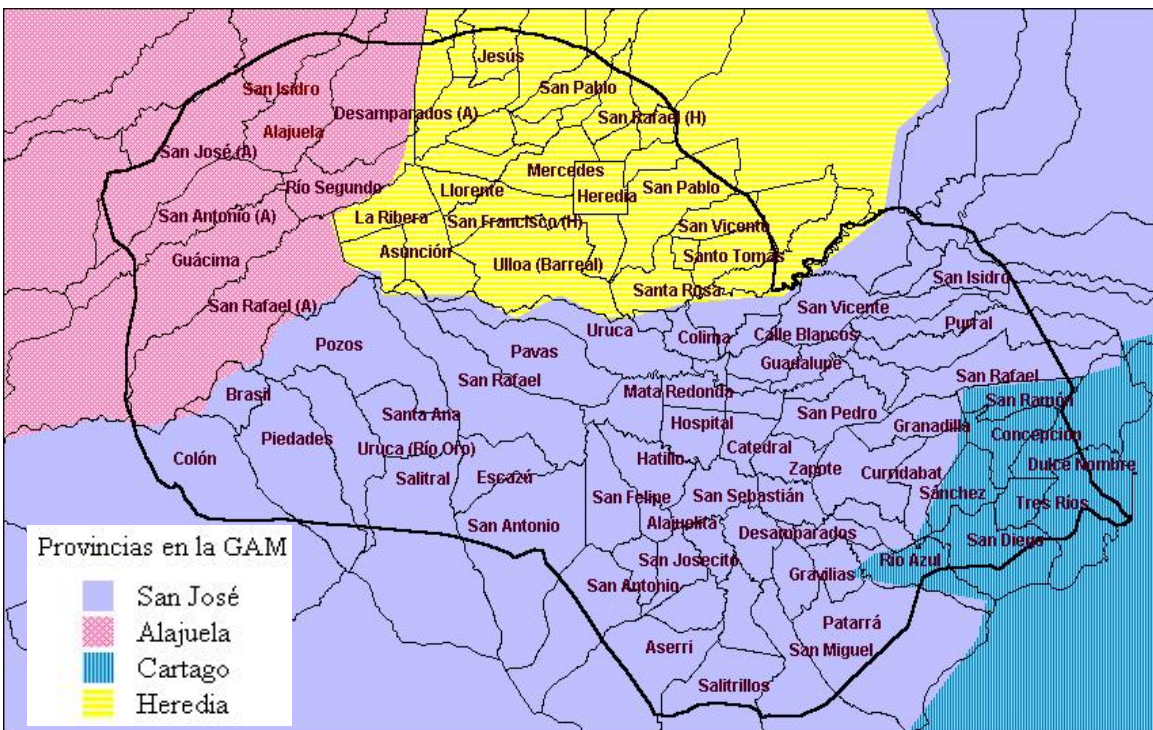 Jesús
San Isidro
San Pablo
Desamparados (A)
San Rafael (H)
Alajuela
San José (A)
Mercedes
Río Segundo
Llorente
Heredia
San Pablo
La Ribera
San Antonio (A)
San Francisco (H)
San Vicente
Asunción
Santo Tomás
Guácima
Ulloa (Barreal)
San Isidro
Santa Rosa
San Rafael (A)
San Vicente
Uruca
Purral
Colima
Calle Blancos
Pozos
Pavas
Guadalupe
San Rafael
San Rafael
Brasil
Mata Redonda
San Ramón
Santa Ana
San Pedro
Hospital
Granadilla
Concepción
Piedades
Uruca (Río Oro)
Catedral
Colón
Hatillo
Dulce Nombre
Zapote
Curridabat
Salitral
Escazú
San Felipe
San Sebastián
Sánchez
Tres Ríos
San Antonio
Alajuelita
Desamparados
San Diego
San Josecito
Río Azul
Gravilias
San Antonio
Patarrá
Aserri
San Miguel
Salitrillos
Provincias en la GAM
San José
Alajuela
Cartago
Heredia